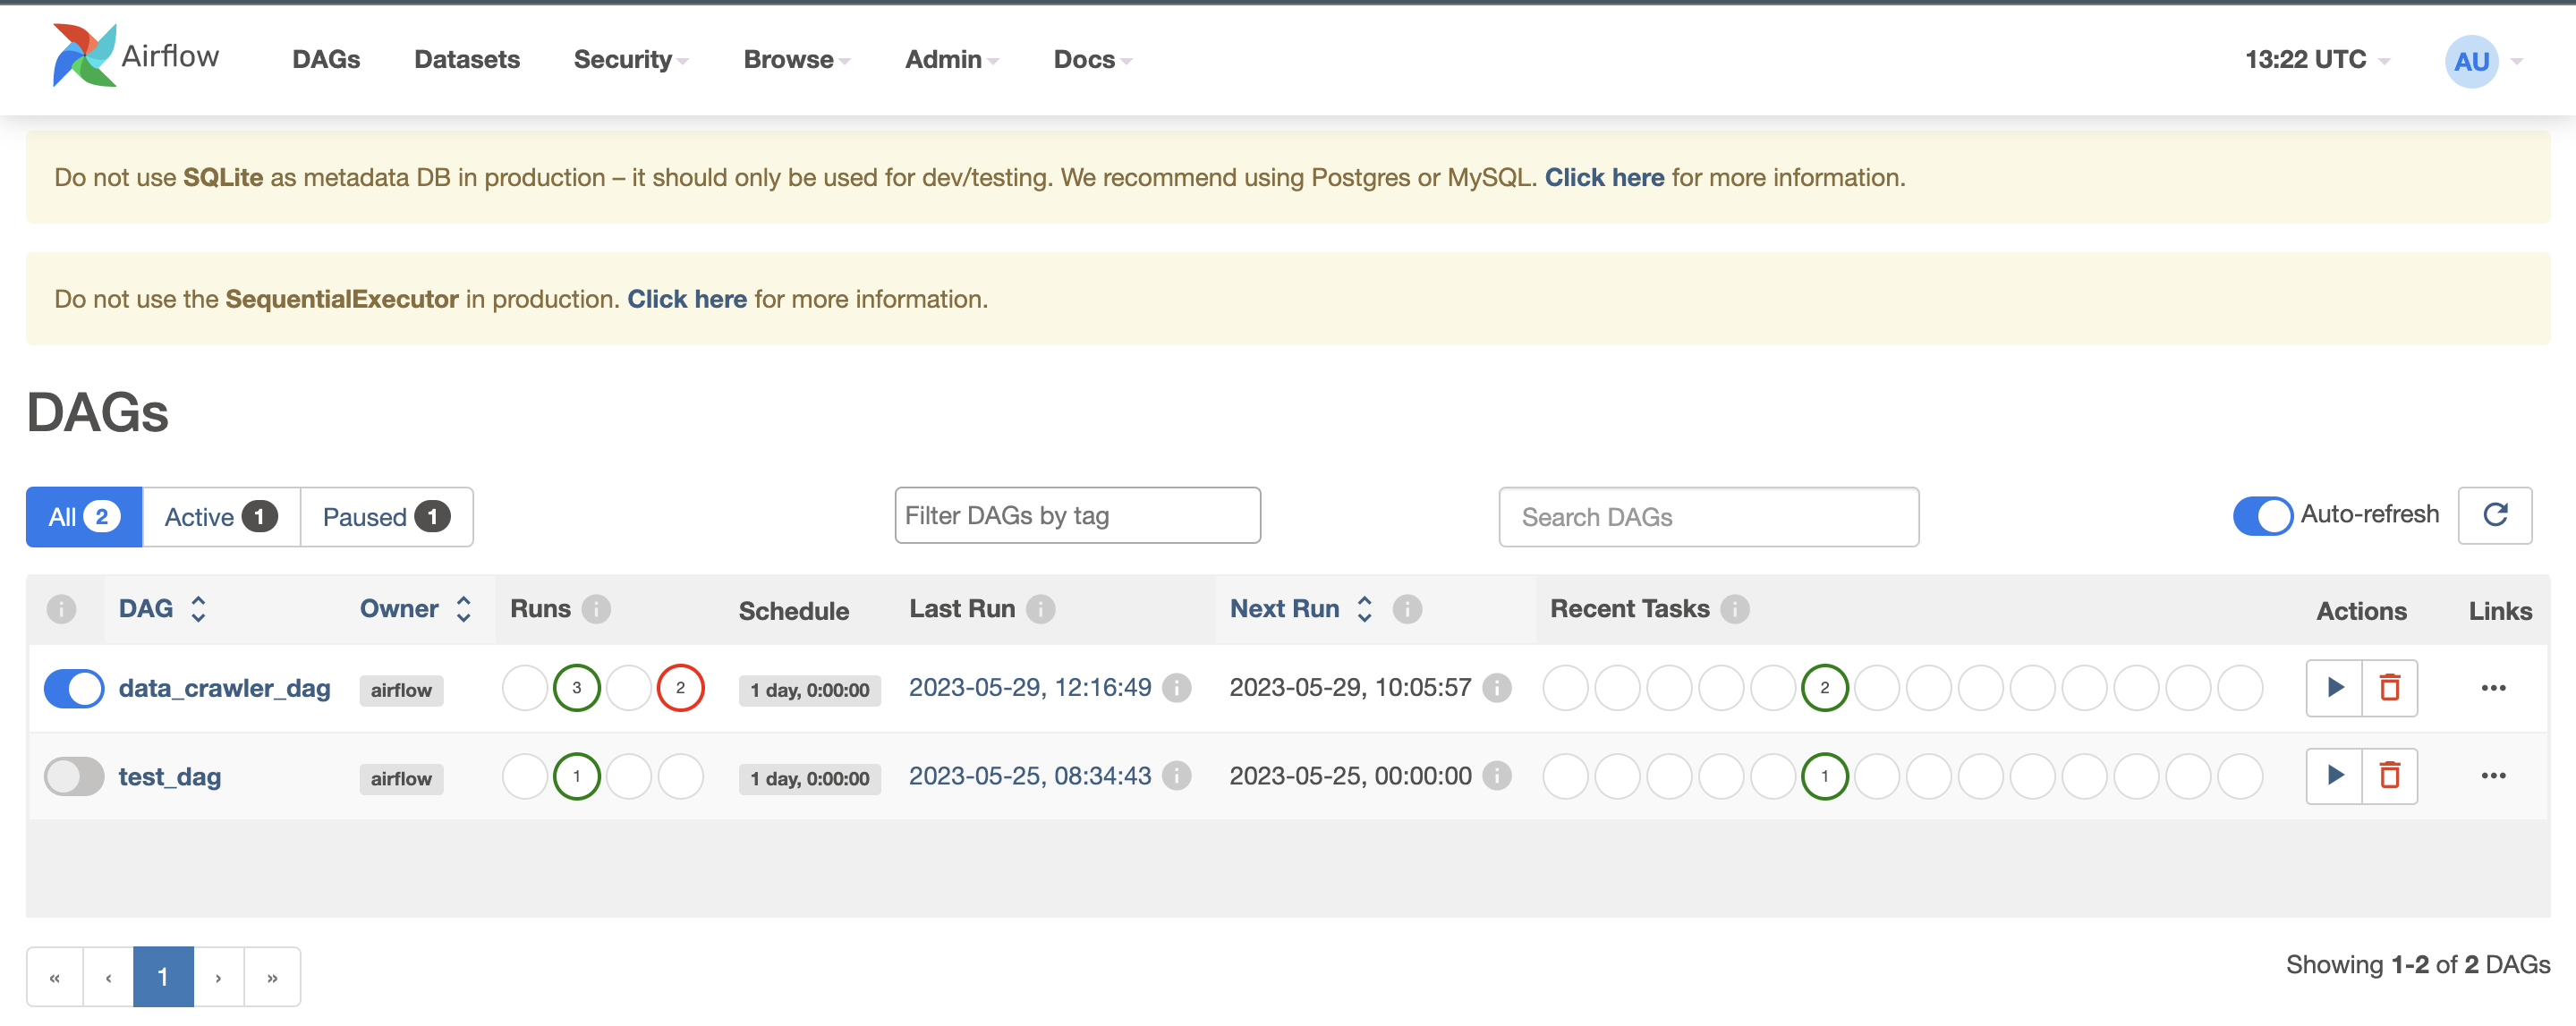 Airflow DAGs Datasets Security Browse Admin Docs 13:22 UTC AU
Do not use SQLite as metadata DB in production – it should only be used for dev/testing. We recommend using Postgres or MySQL. Click here for more information.
Do not use the SequentialExecutor in production. Click here for more information.
DAGs
All 2 Active 1 Paused 1 Filter DAGs by tag Search DAGs Auto-refresh
i DAG Owner Runs i Schedule Last Run i Next Run i Recent Tasks i Actions Links
data_crawler_dag airflow 3 2 1 day, 0:00:00 2023-05-29, 12:16:49 i 2023-05-29, 10:05:57 i 2 •••
test_dag airflow 1 1 day, 0:00:00 2023-05-25, 08:34:43 i 2023-05-25, 00:00:00 i 1 •••
« ‹ 1 › » Showing 1-2 of 2 DAGs